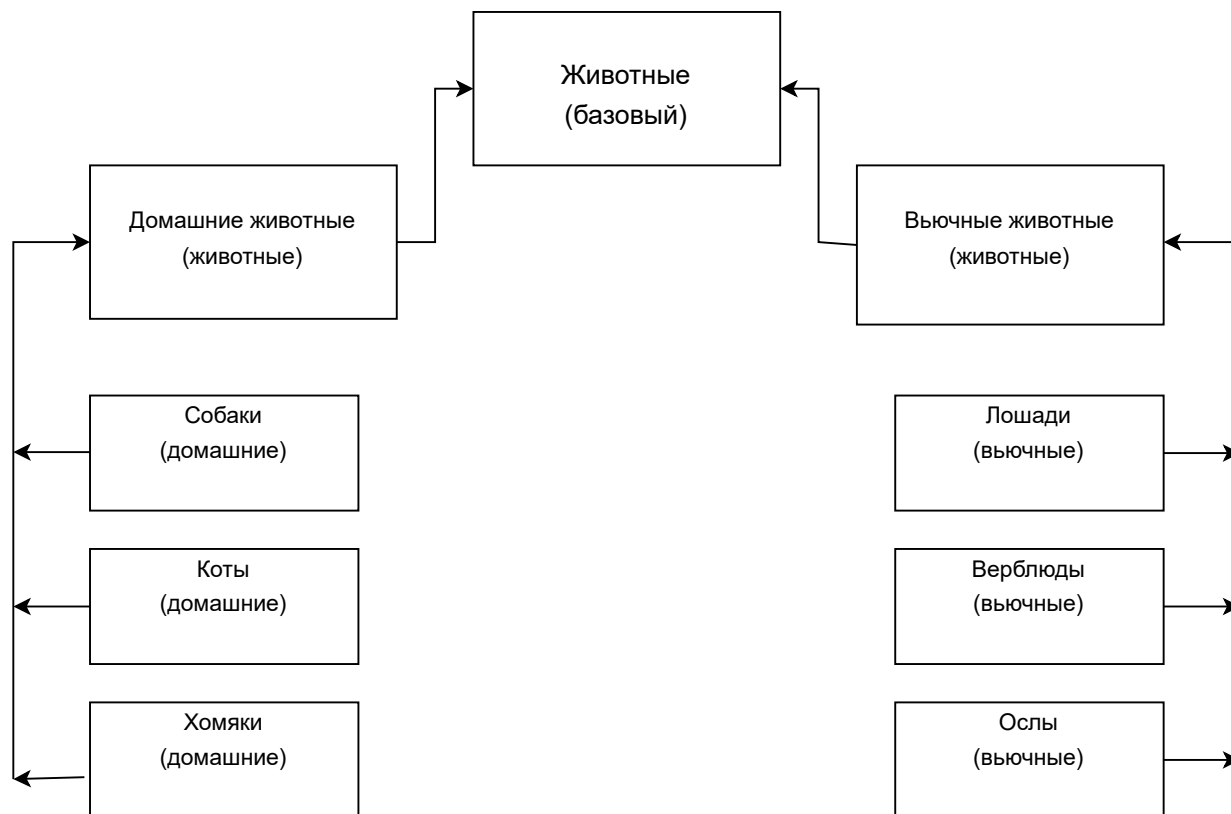 Животные
(базовый)
Домашние животные
(животные)
Вьючные животные
(животные)
Собаки
(домашние)
Лошади
(вьючные)
Коты
(домашние)
Верблюды
(вьючные)
Хомяки
(домашние)
Ослы
(вьючные)